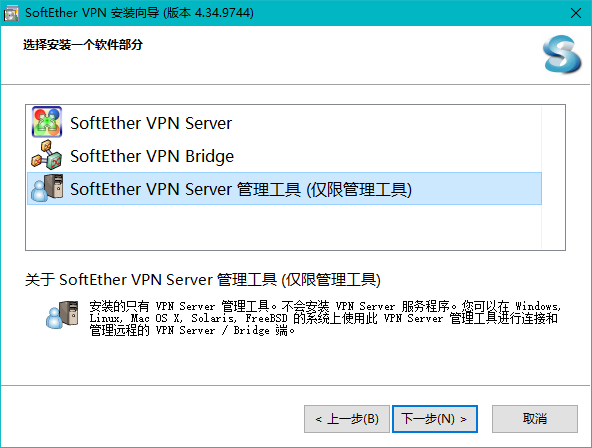 SoftEther VPN 安装向导 (版本 4.34.9744)
选择安装一个软件部分
SoftEther VPN Server
SoftEther VPN Bridge
SoftEther VPN Server 管理工具 (仅限管理工具)
关于 SoftEther VPN Server 管理工具 (仅限管理工具)
安装的只有 VPN Server 管理工具。不会安装 VPN Server 服务程序。您可以在 Windows,
Linux, Mac OS X, Solaris, FreeBSD 的系统上使用此 VPN Server 管理工具进行连接和
管理远程的 VPN Server / Bridge 端。
< 上一步(B) 下一步(N) > 取消